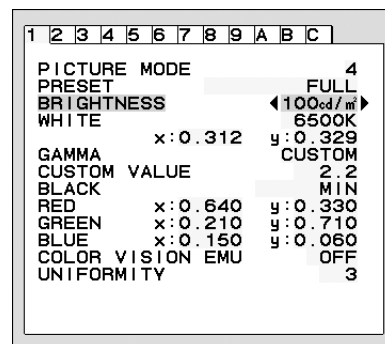 1 2 3 4 5 6 7 8 9 A B C
PICTURE MODE 4
PRESET FULL
BRIGHTNESS 100cd/㎡
WHITE 6500K
x:0.312 y:0.329
GAMMA CUSTOM
CUSTOM VALUE 2.2
BLACK MIN
RED x:0.640 y:0.330
GREEN x:0.210 y:0.710
BLUE x:0.150 y:0.060
COLOR VISION EMU OFF
UNIFORMITY 3